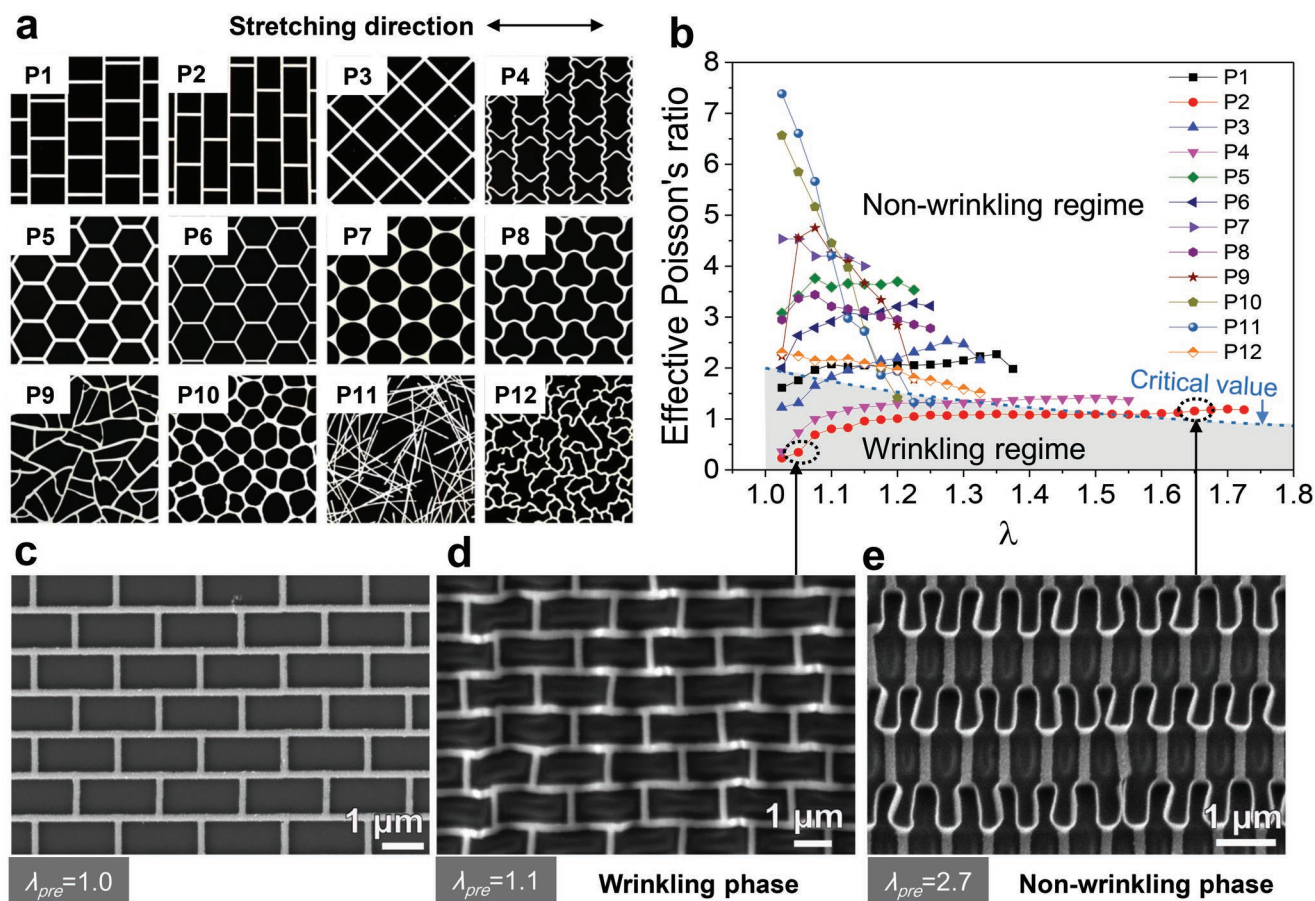 a
Stretching direction
P1
P2
P3
P4
P5
P6
P7
P8
P9
P10
P11
P12
b
Effective Poisson's ratio
8
7
6
5
4
3
2
1
0
Non-wrinkling regime
P1
P2
P3
P4
P5
P6
P7
P8
P9
P10
P11
P12
Critical value
Wrinkling regime
1.0 1.1 1.2 1.3 1.4 1.5 1.6 1.7 1.8
λ
c
1 μm
λpre=1.0
d
1 μm
λpre=1.1
Wrinkling phase
e
1 μm
λpre=2.7
Non-wrinkling phase